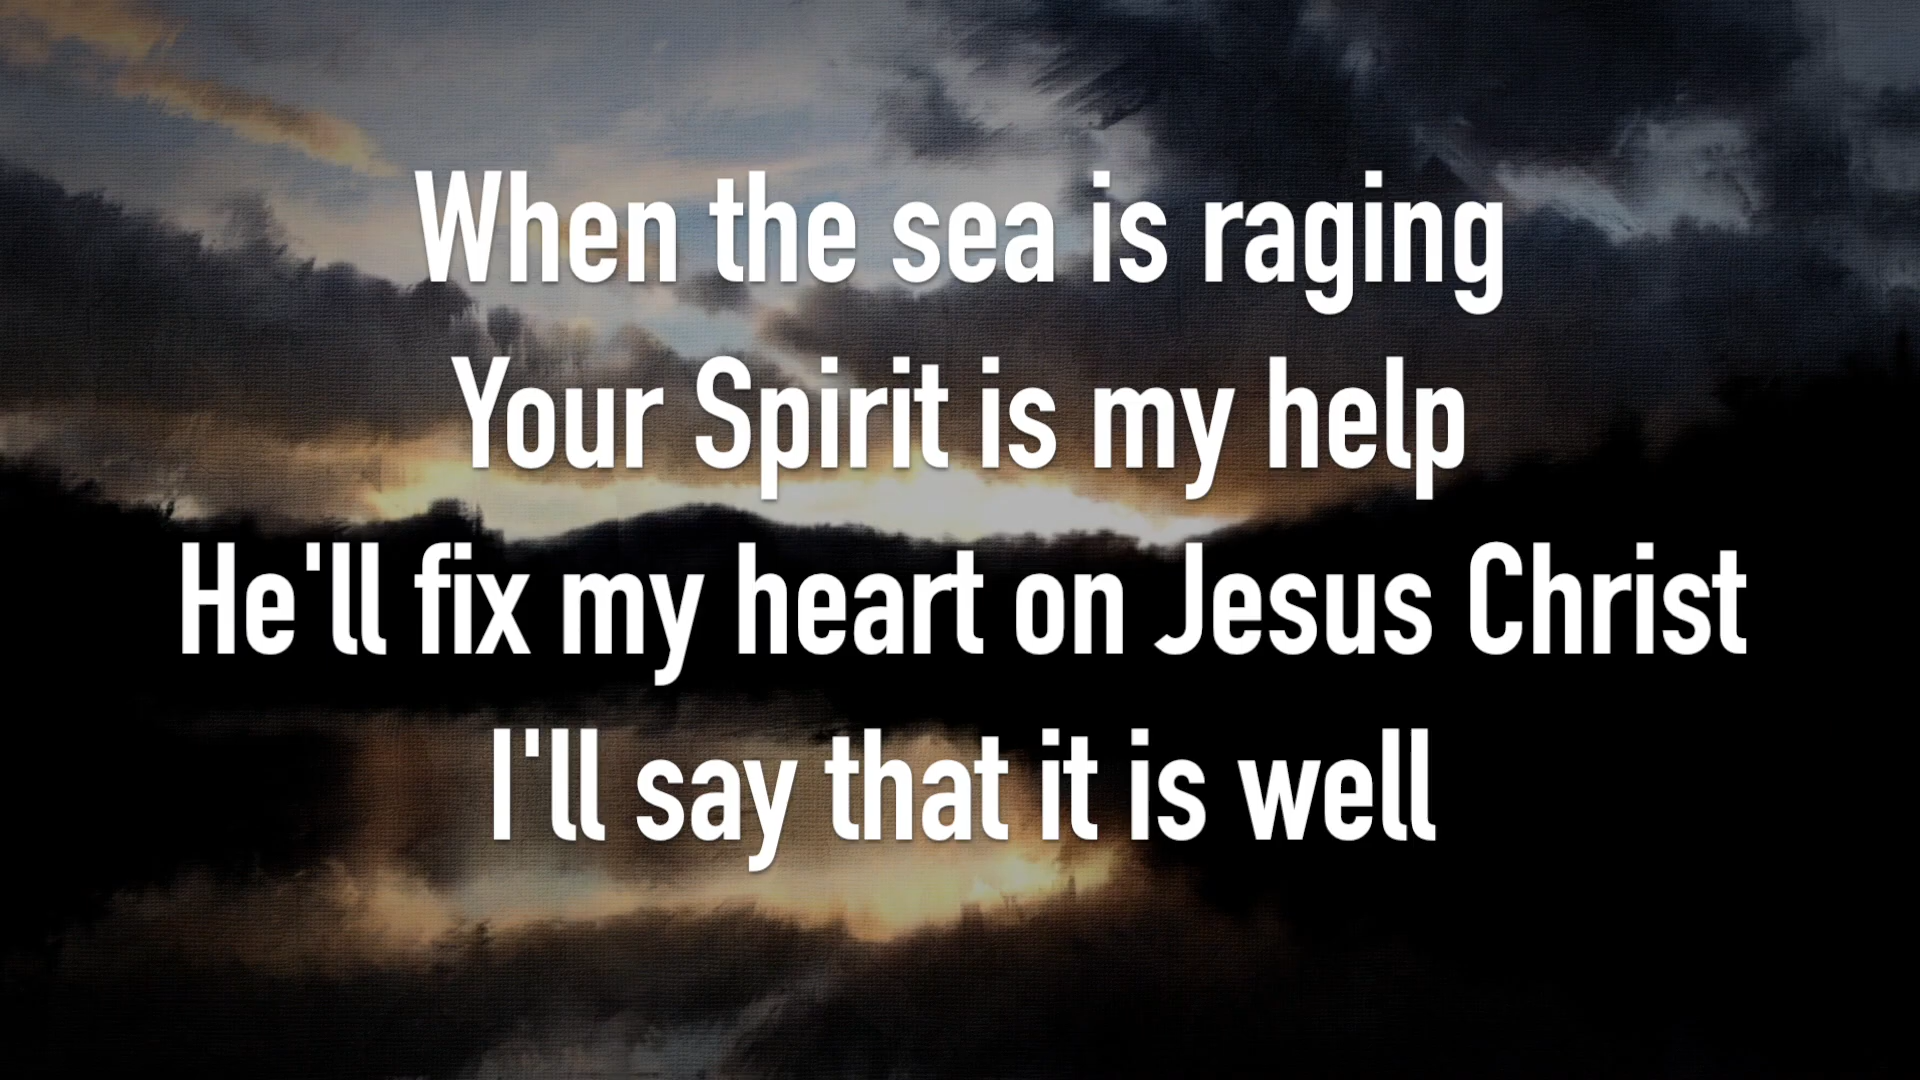 When the sea is raging
Your Spirit is my help
He'll fix my heart on Jesus Christ
I'll say that it is well